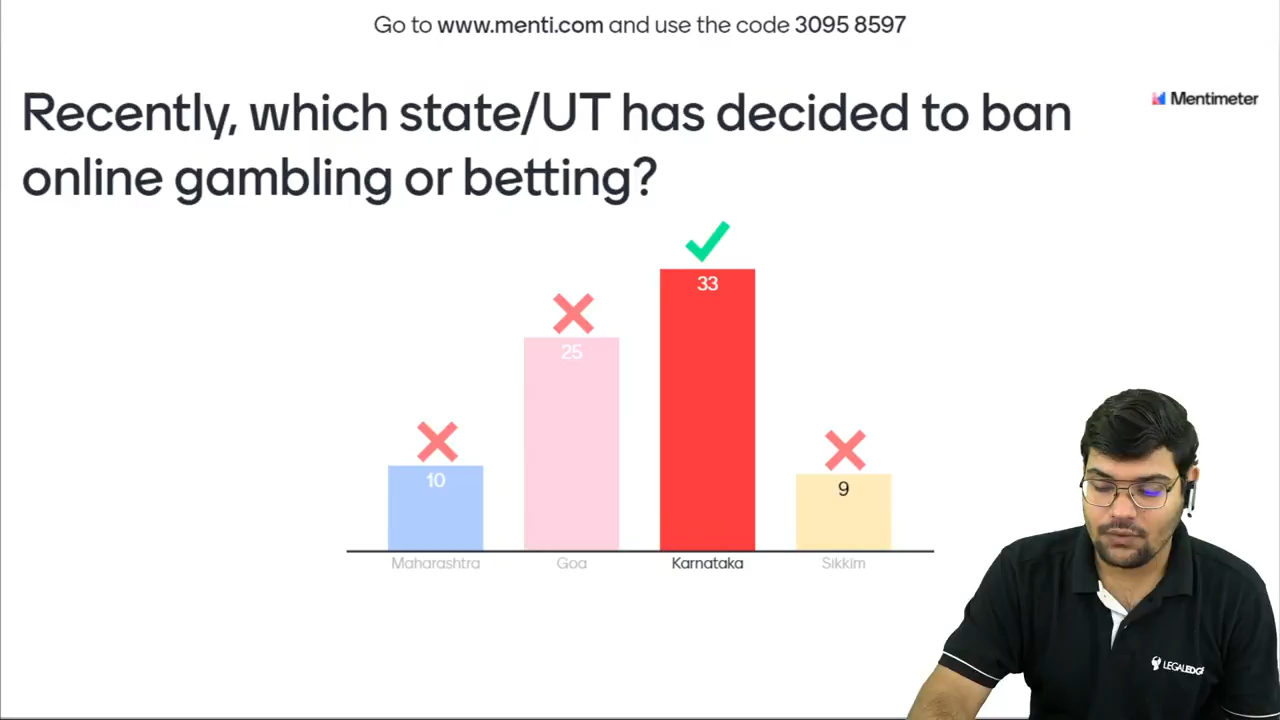 Go to www.menti.com and use the code 3095 8597
Recently, which state/UT has decided to ban
online gambling or betting?
Mentimeter
33
25
10
9
Maharashtra
Goa
Karnataka
Sikkim
LEGALEDGE